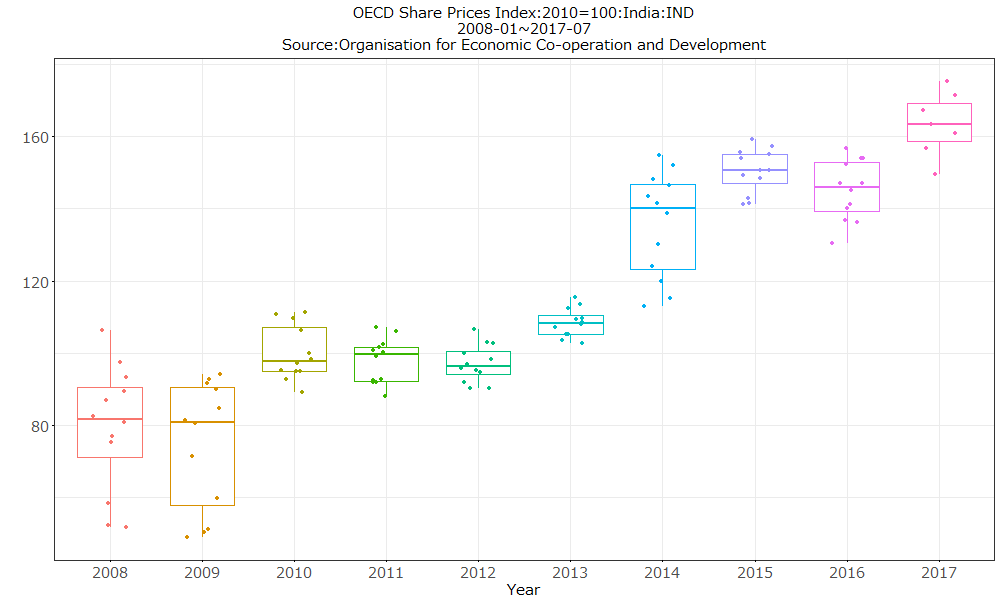 OECD Share Prices Index:2010=100:India:IND
2008-01~2017-07
Source:Organisation for Economic Co-operation and Development
160
120
80
2008 2009 2010 2011 2012 2013 2014 2015 2016 2017
Year